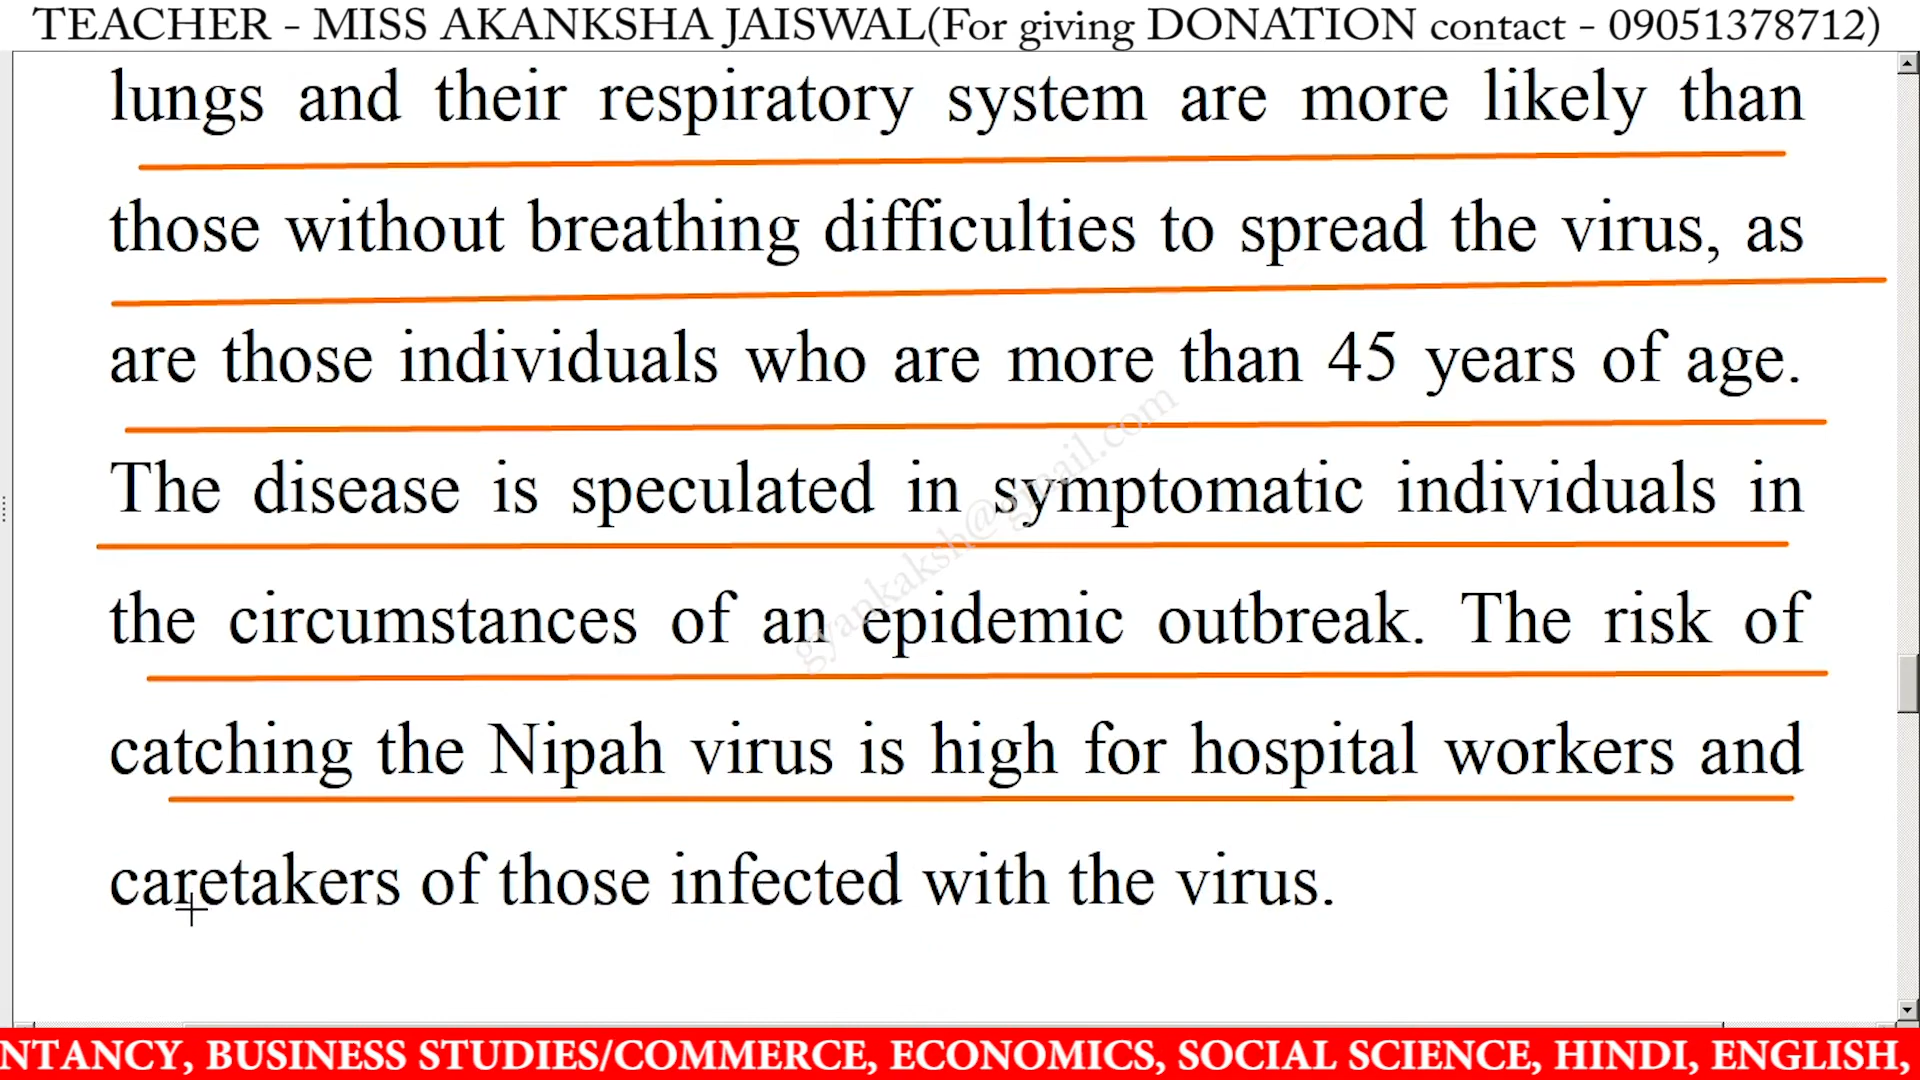 TEACHER - MISS AKANKSHA JAISWAL(For giving DONATION contact - 09051378712)
lungs and their respiratory system are more likely than
those without breathing difficulties to spread the virus, as
are those individuals who are more than 45 years of age.
The disease is speculated in symptomatic individuals in
the circumstances of an epidemic outbreak. The risk of
catching the Nipah virus is high for hospital workers and
caretakers of those infected with the virus.
gyankaksh@gmail.com
NTANCY, BUSINESS STUDIES/COMMERCE, ECONOMICS, SOCIAL SCIENCE, HINDI, ENGLISH,